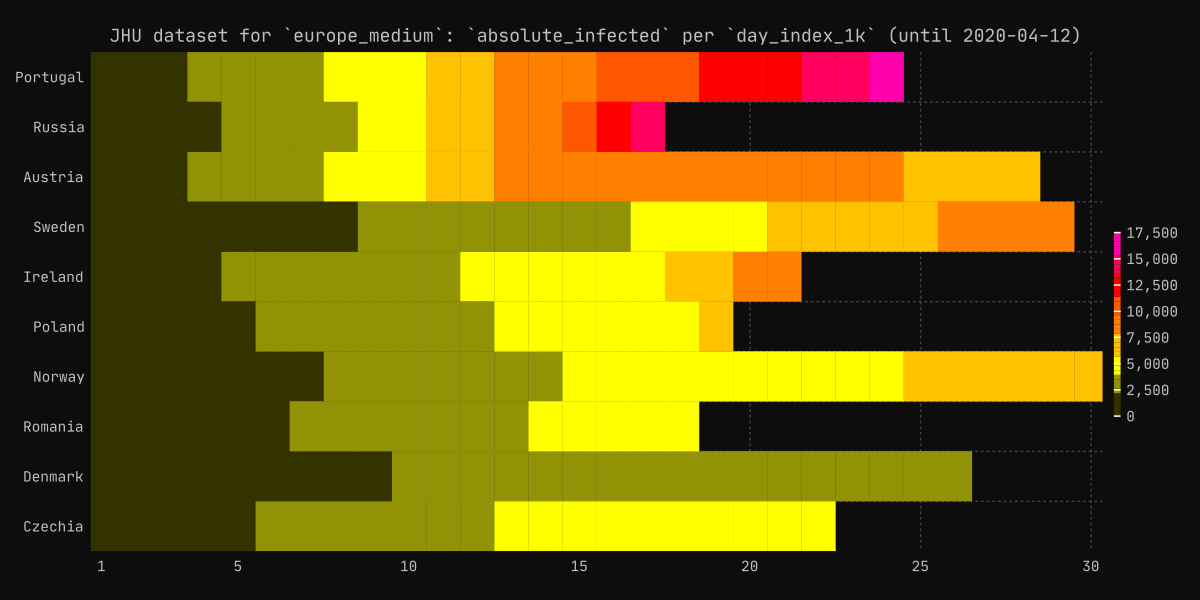 JHU dataset for `europe_medium`: `absolute_infected` per `day_index_1k` (until 2020-04-12)
Portugal
Russia
Austria
Sweden
Ireland
Poland
Norway
Romania
Denmark
Czechia
1 5 10 15 20 25 30
17,500
15,000
12,500
10,000
7,500
5,000
2,500
0